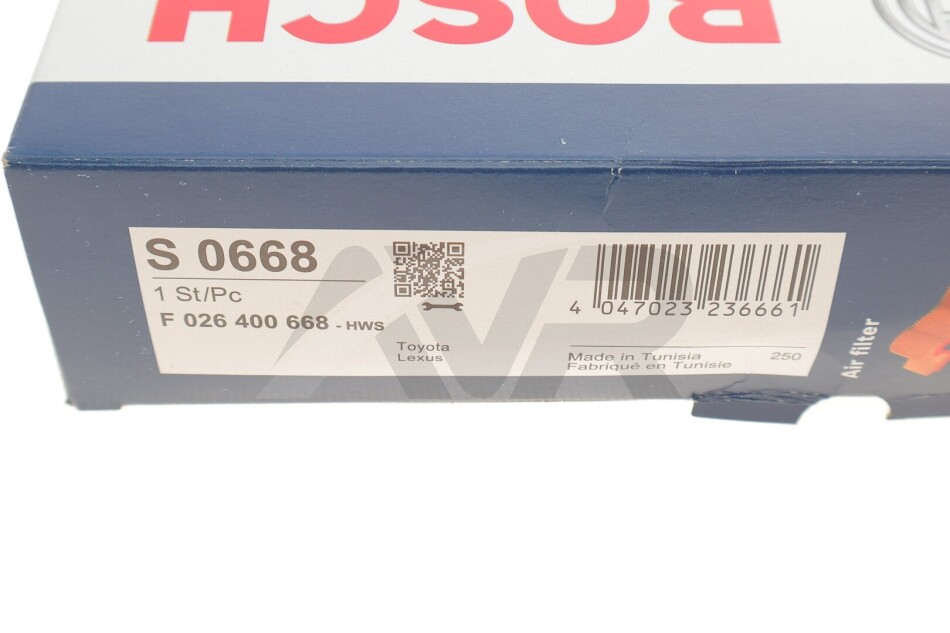 BOSCH
S 0668
1 St/Pc
F 026 400 668 - HWS
Toyota
Lexus
4 047023 236661
Made in Tunisia 250
Fabriqué en Tunisie
Air filter
AVR